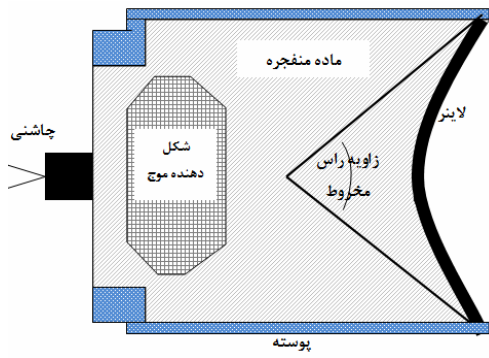 ماده منفجره
چاشنی
شکل
دهنده موج
زاویه راس
مخروط
لاینر
پوسته